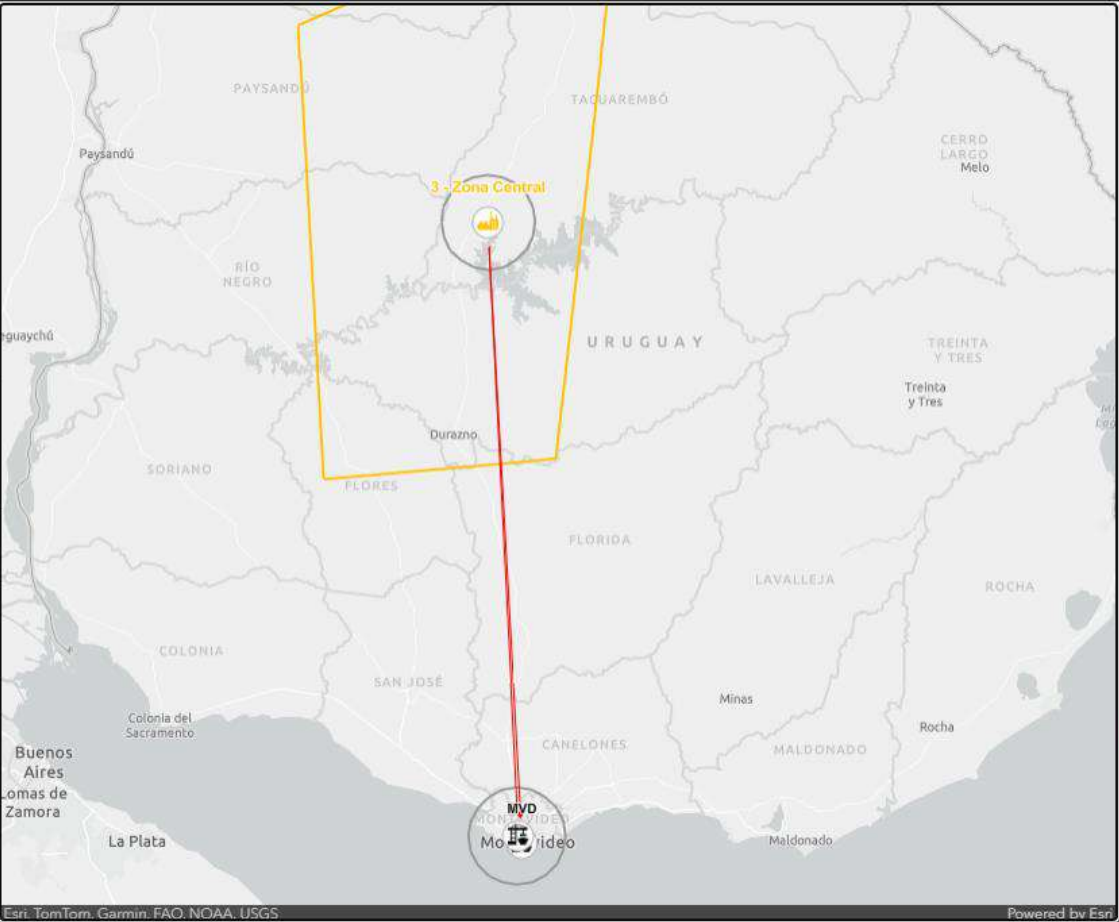 PAYSANDÚ
TACUAREMBÓ
CERRO
LARGO
Melo
Paysandú
3 - Zona Central
RÍO
NEGRO
eguaychú
URUGUAY
TREINTA
Y TRES
Treinta
y Tres
Durazno
SORIANO
FLORES
FLORIDA
LAVALLEJA
ROCHA
COLONIA
SAN JOSÉ
Minas
Colonia del
Sacramento
Rocha
CANELONES
MALDONADO
Buenos
Aires
Lomas de
Zamora
MVD
MONTEVIDEO
La Plata
Maldonado
Esri, TomTom, Garmin, FAO, NOAA, USGS
Powered by Esri